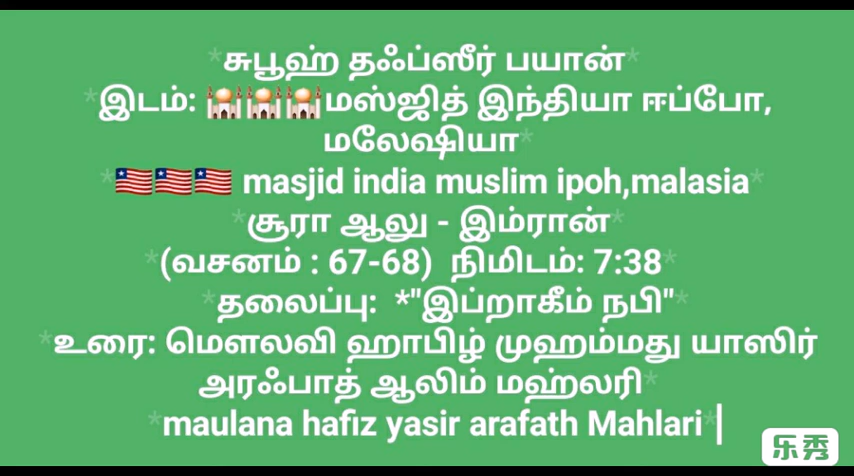 *சுபூஹ் தஃப்ஸீர் பயான்*
*இடம்: 🕌🕌🕌மஸ்ஜித் இந்தியா ஈப்போ,
மலேஷியா*
*🇱🇷🇱🇷🇱🇷 masjid india muslim ipoh,malasia*
*சூரா ஆலு - இம்ரான்*
*(வசனம் : 67-68) நிமிடம்: 7:38*
*தலைப்பு: *"இப்றாகீம் நபி"*
*உரை: மௌலவி ஹாபிழ் முஹம்மது யாஸிர்
அரஃபாத் ஆலிம் மஹ்லரி*
*maulana hafiz yasir arafath Mahlari*
乐秀